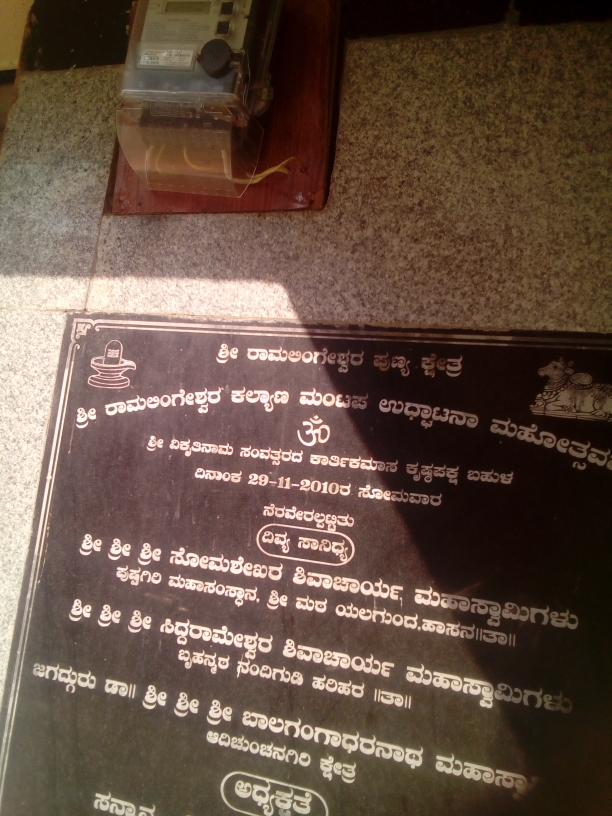 ಶ್ರೀ ರಾಮಲಿಂಗೇಶ್ವರ ಪುಣ್ಯ ಕ್ಷೇತ್ರ
ಶ್ರೀ ರಾಮಲಿಂಗೇಶ್ವರ ಕಲ್ಯಾಣ ಮಂಟಪ ಉಧ್ಘಾಟನಾ ಮಹೋತ್ಸವ
ಓಂ
ಶ್ರೀ ವಿಕೃತಿನಾಮ ಸಂವತ್ಸರದ ಕಾರ್ತಿಕಮಾಸ ಕೃಷ್ಣಪಕ್ಷ ಬಹುಳ
ದಿನಾಂಕ 29-11-2010ರ ಸೋಮವಾರ
ನೆರವೇರಲ್ಪಟ್ಟಿತು
ದಿವ್ಯ ಸಾನಿಧ್ಯ
ಶ್ರೀ ಶ್ರೀ ಶ್ರೀ ಸೋಮಶೇಖರ ಶಿವಾಚಾರ್ಯ ಮಹಾಸ್ವಾಮಿಗಳು
ಪುಷ್ಪಗಿರಿ ಮಹಾಸಂಸ್ಥಾನ, ಶ್ರೀ ಮಠ ಯಲಗುಂದ,ಹಾಸನ||ತಾ||
ಶ್ರೀ ಶ್ರೀ ಶ್ರೀ ಸಿದ್ದರಾಮೇಶ್ವರ ಶಿವಾಚಾರ್ಯ ಮಹಾಸ್ವಾಮಿಗಳು
ಬೃಹನ್ಮಠ ನಂದಿಗುಡಿ ಹರಿಹರ ||ತಾ||
ಜಗದ್ಗುರು ಡಾ|| ಶ್ರೀ ಶ್ರೀ ಶ್ರೀ ಬಾಲಗಂಗಾಧರನಾಥ ಮಹಾಸ್ವಾ
ಆದಿಚುಂಚನಗಿರಿ ಕ್ಷೇತ್ರ
ಅಧ್ಯಕ್ಷತೆ